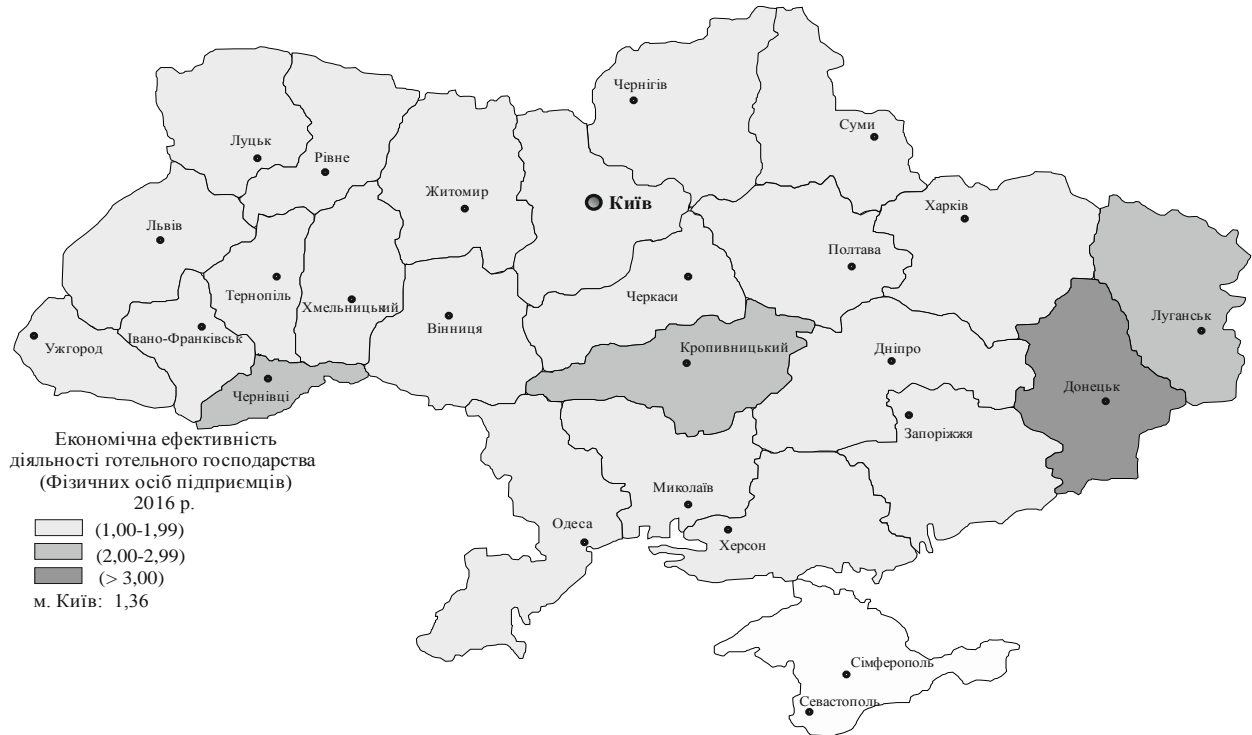 Чернігів
Суми
Луцьк
Рівне
Житомир
Київ
Харків
Львів
Полтава
Тернопіль
Хмельницький
Черкаси
Луганськ
Вінниця
Івано-Франківськ
Ужгород
Кропивницький
Дніпро
Чернівці
Донецьк
Запоріжжя
Миколаїв
Одеса
Херсон
Сімферополь
Севастополь
Економічна ефективність
діяльності готельного господарства
(Фізичних осіб підприємців)
2016 р.
(1,00-1,99)
(2,00-2,99)
(> 3,00)
м. Київ: 1,36